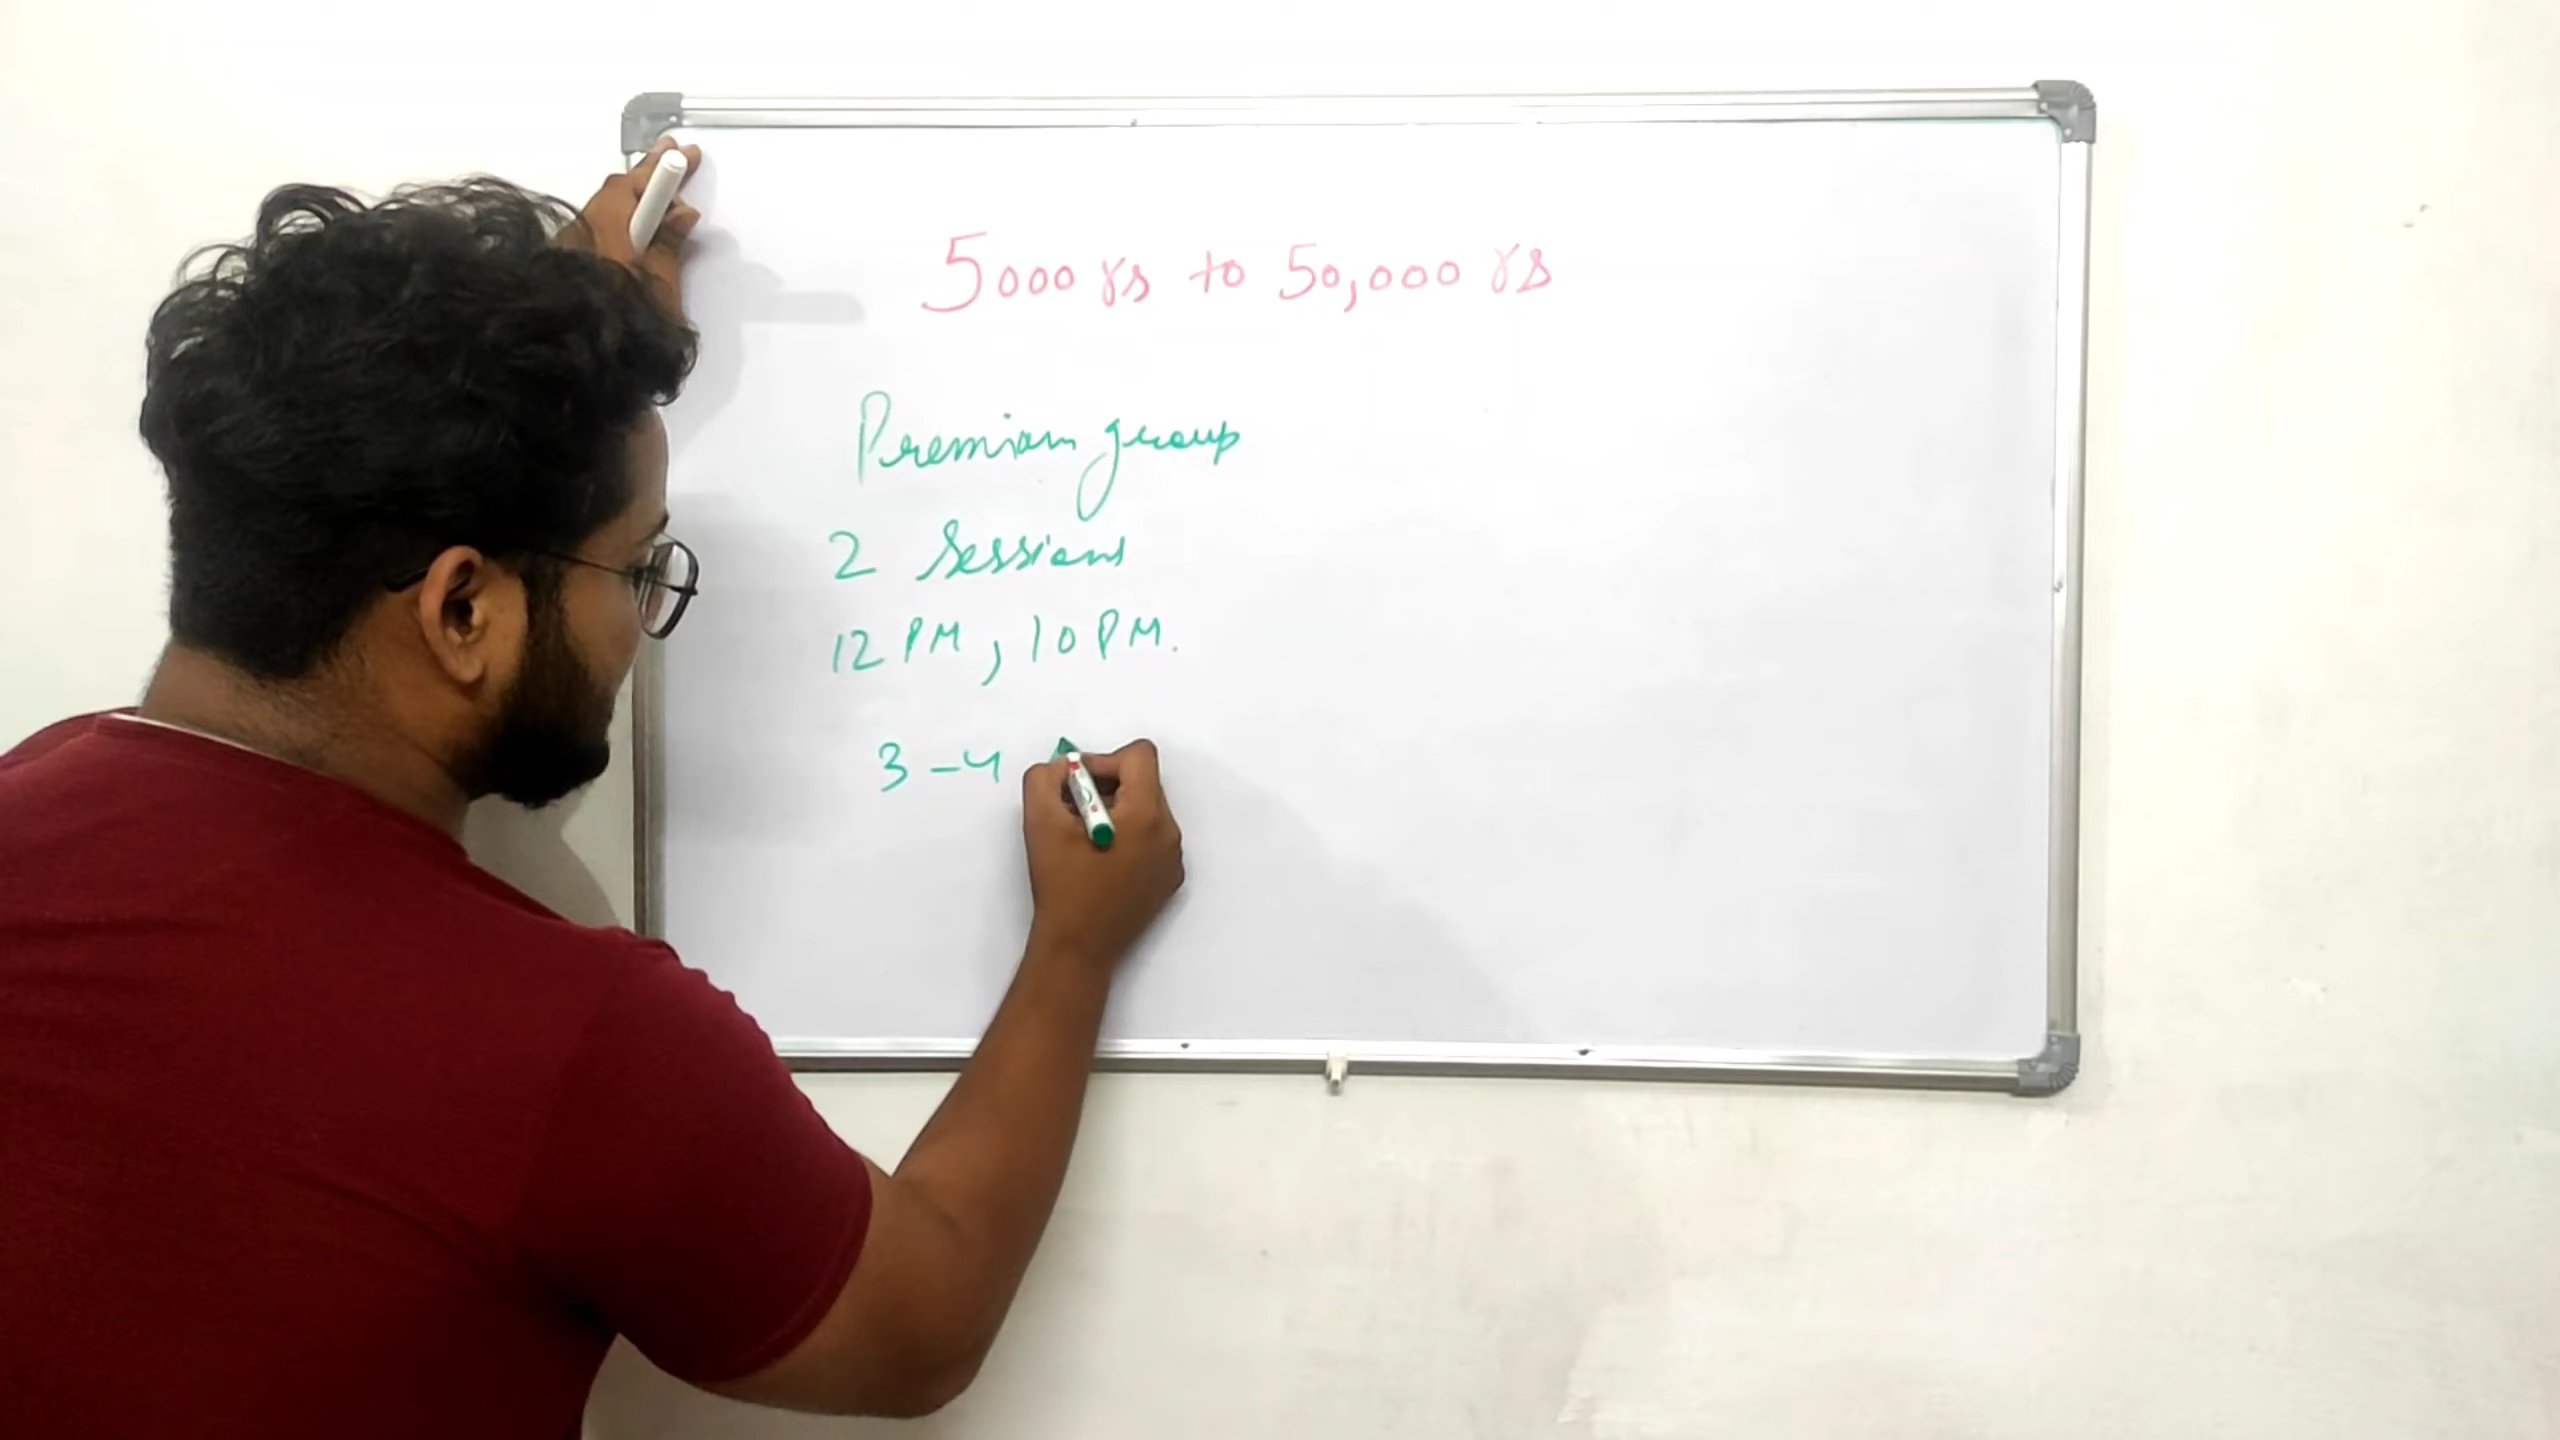 5000 rs to 50,000 rs
Premium group
2 Sessions
12 PM, 10 PM.
3-4